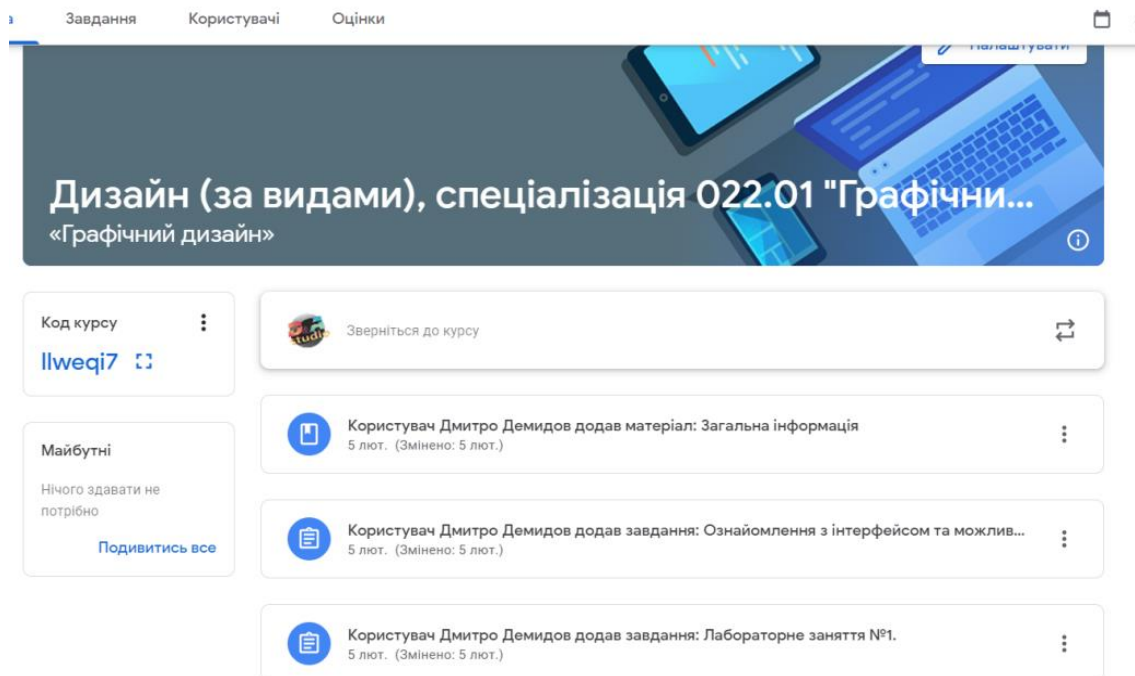 Завдання Користувачі Оцінки
Налаштувати
Дизайн (за видами), спеціалізація 022.01 "Графічни...
«Графічний дизайн»
Код курсу
llweqi7
Зверніться до курсу
Майбутні
Нічого здавати не
потрібно
Подивитись все
Користувач Дмитро Демидов додав матеріал: Загальна інформація
5 лют. (Змінено: 5 лют.)
Користувач Дмитро Демидов додав завдання: Ознайомлення з інтерфейсом та можлив...
5 лют. (Змінено: 5 лют.)
Користувач Дмитро Демидов додав завдання: Лабораторне заняття №1.
5 лют. (Змінено: 5 лют.)